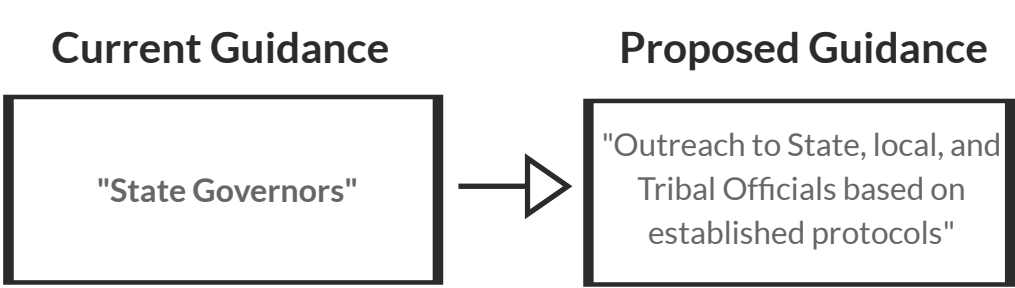 Current Guidance
"State Governors"
Proposed Guidance
"Outreach to State, local, and
Tribal Officials based on
established protocols"